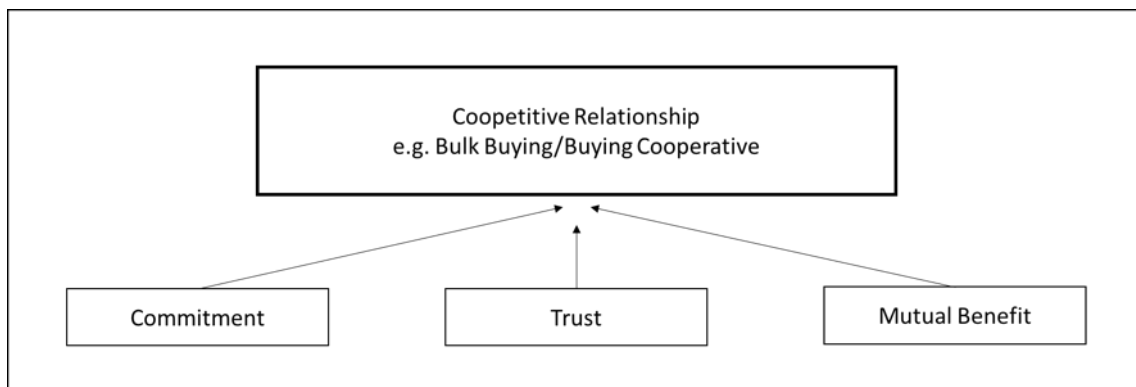 Coopetitive Relationship
e.g. Bulk Buying/Buying Cooperative
Commitment
Trust
Mutual Benefit